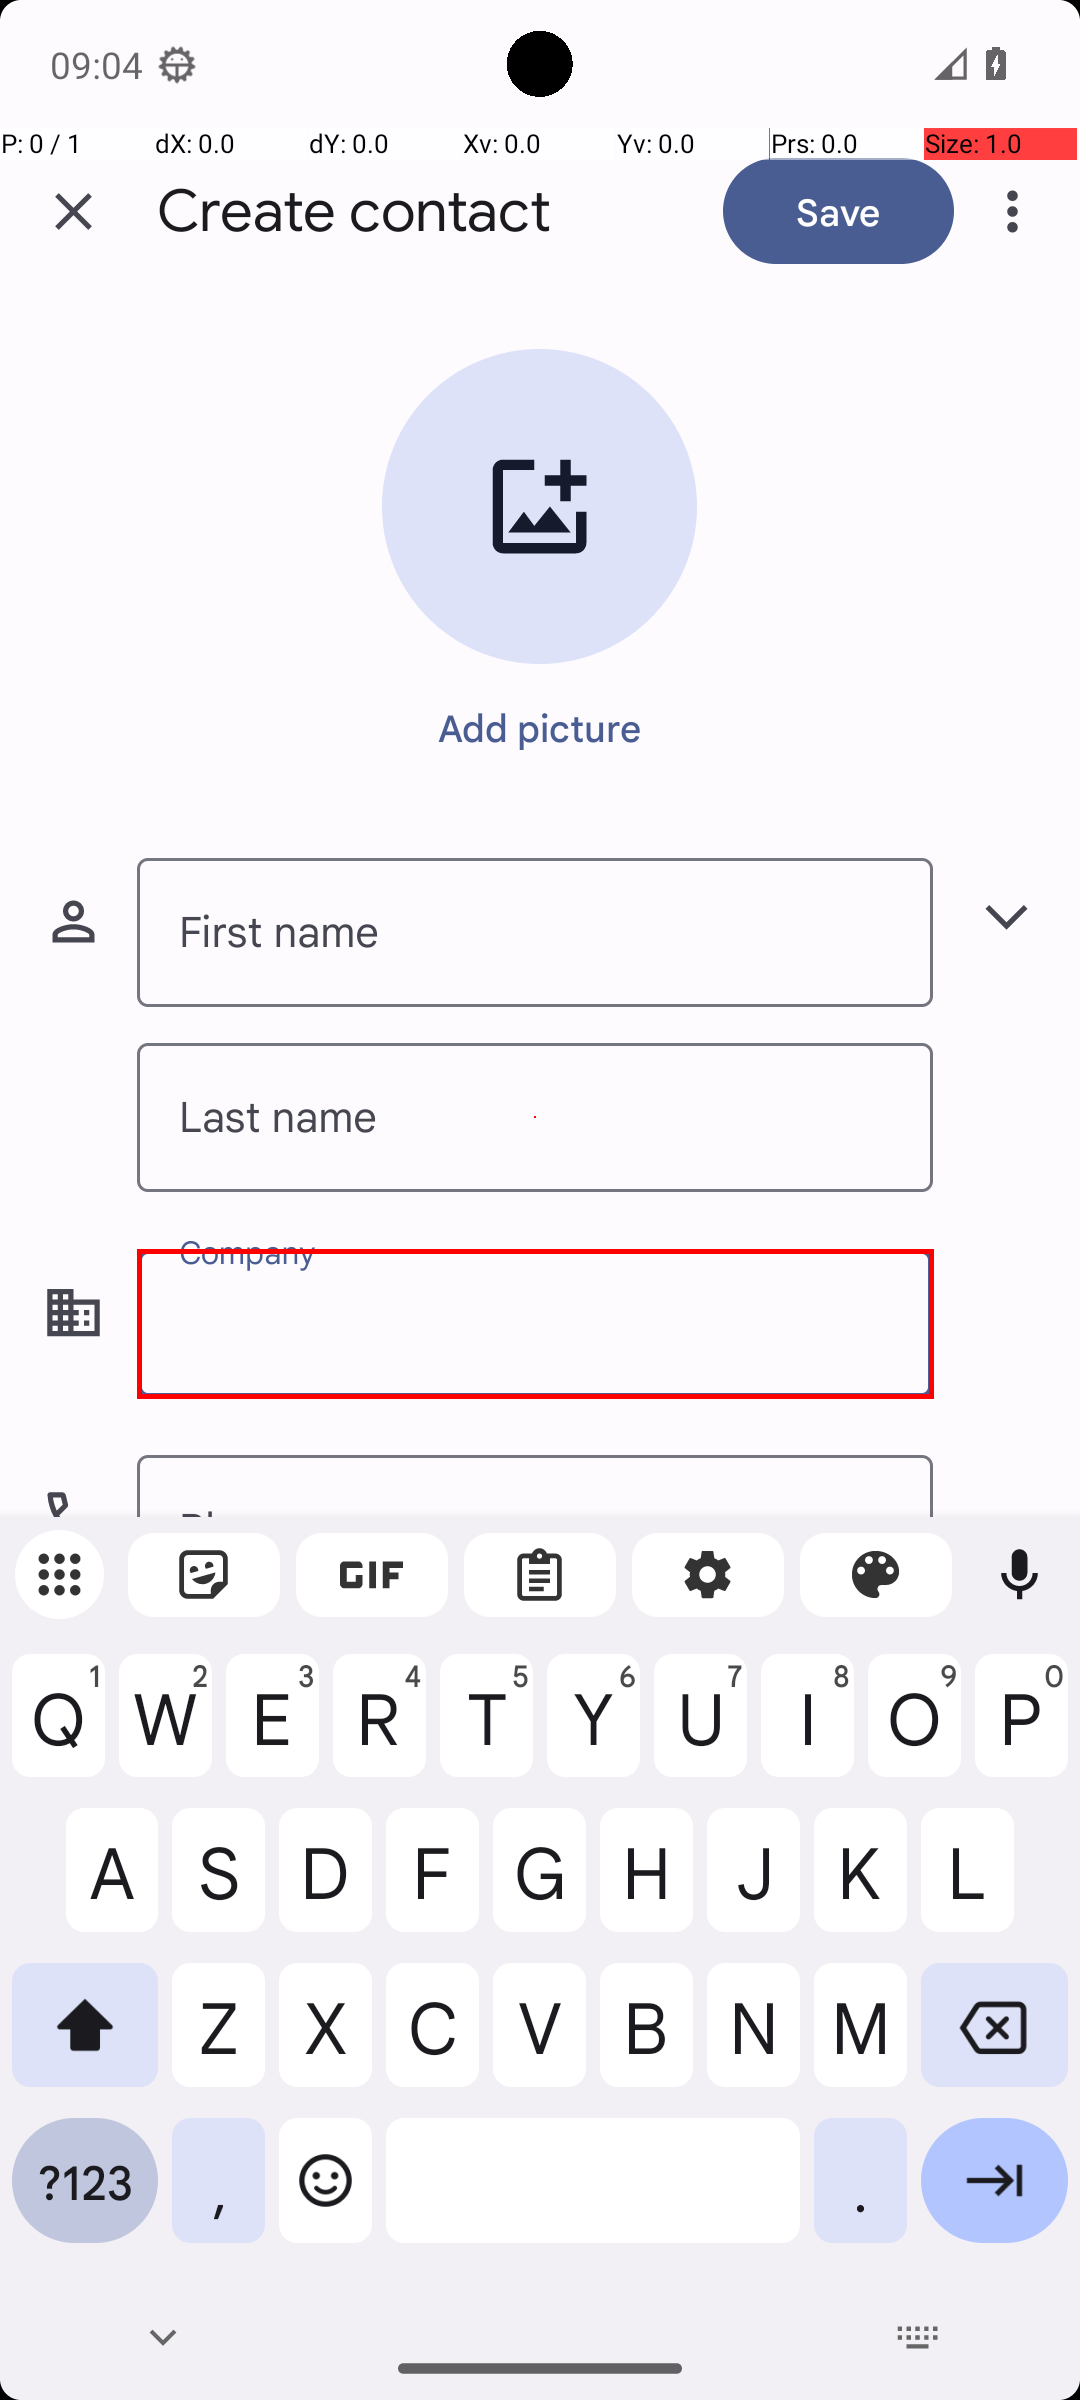 09:04
P: 0 / 1 dX: 0.0 dY: 0.0 Xv: 0.0 Yv: 0.0 Prs: 0.0 Size: 1.0
Create contact Save
Add picture
First name
Last name
Company
GIF
Q 1 W 2 E 3 R 4 T 5 Y 6 U 7 I 8 O 9 P 0
A S D F G H J K L
Z X C V B N M
?123 , .